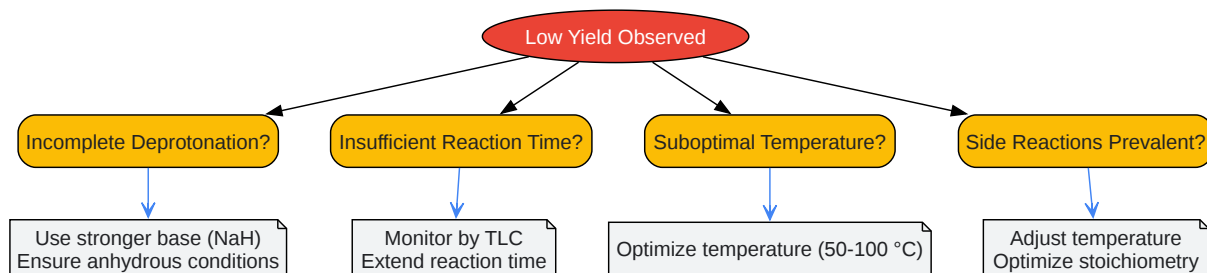 Low Yield Observed
Incomplete Deprotonation?
Insufficient Reaction Time?
Suboptimal Temperature?
Side Reactions Prevalent?
Use stronger base (NaH)
Ensure anhydrous conditions
Monitor by TLC
Extend reaction time
Optimize temperature (50-100 °C)
Adjust temperature
Optimize stoichiometry